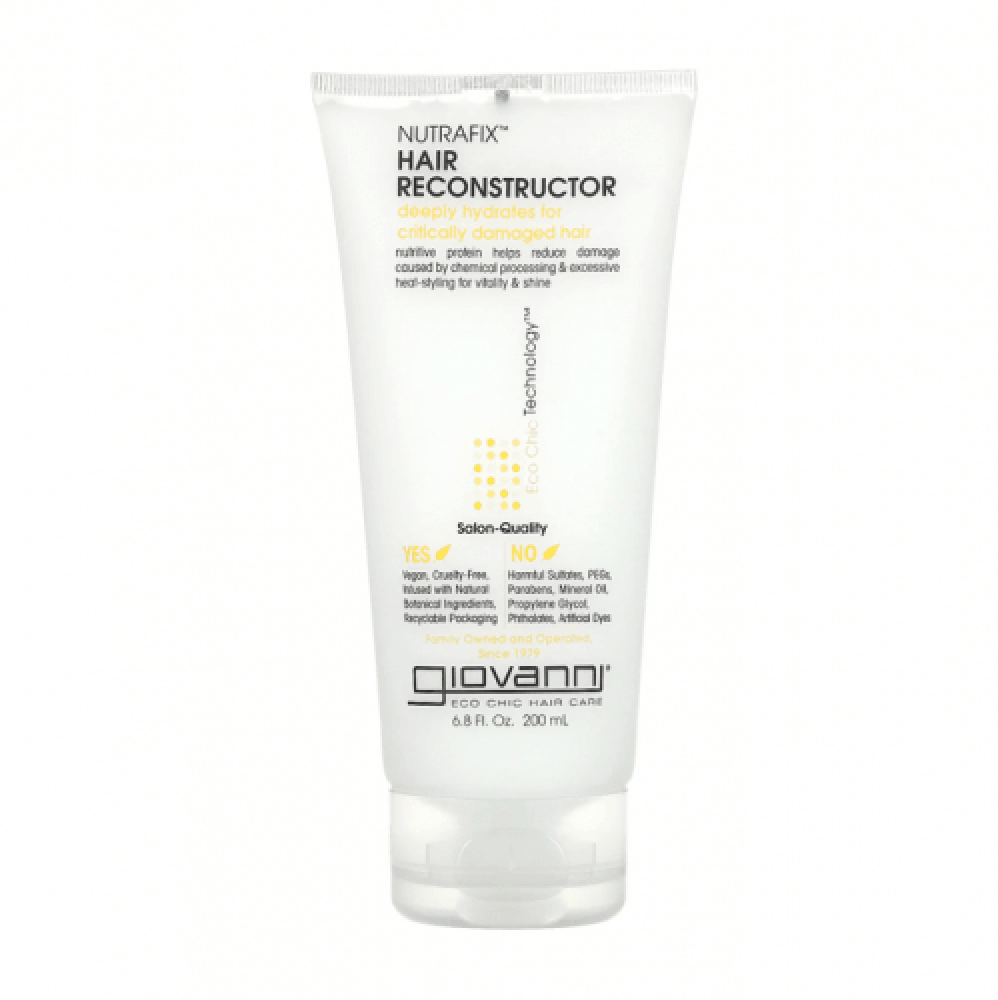 NUTRAFIX™
HAIR
RECONSTRUCTOR
deeply hydrates for
critically damaged hair
nutritive protein helps reduce damage
caused by chemical processing & excessive
heat-styling for vitality & shine
Eco Chic Technology™
Salon-Quality
YES
Vegan, Cruelty-Free,
Infused with Natural
Botanical Ingredients,
Recyclable Packaging
NO
Harmful Sulfates, PEGs,
Parabens, Mineral Oil,
Propylene Glycol,
Phthalates, Artificial Dyes
Family Owned and Operated,
Since 1979
giovanni®
ECO CHIC HAIR CARE
6.8 Fl. Oz. 200 mL